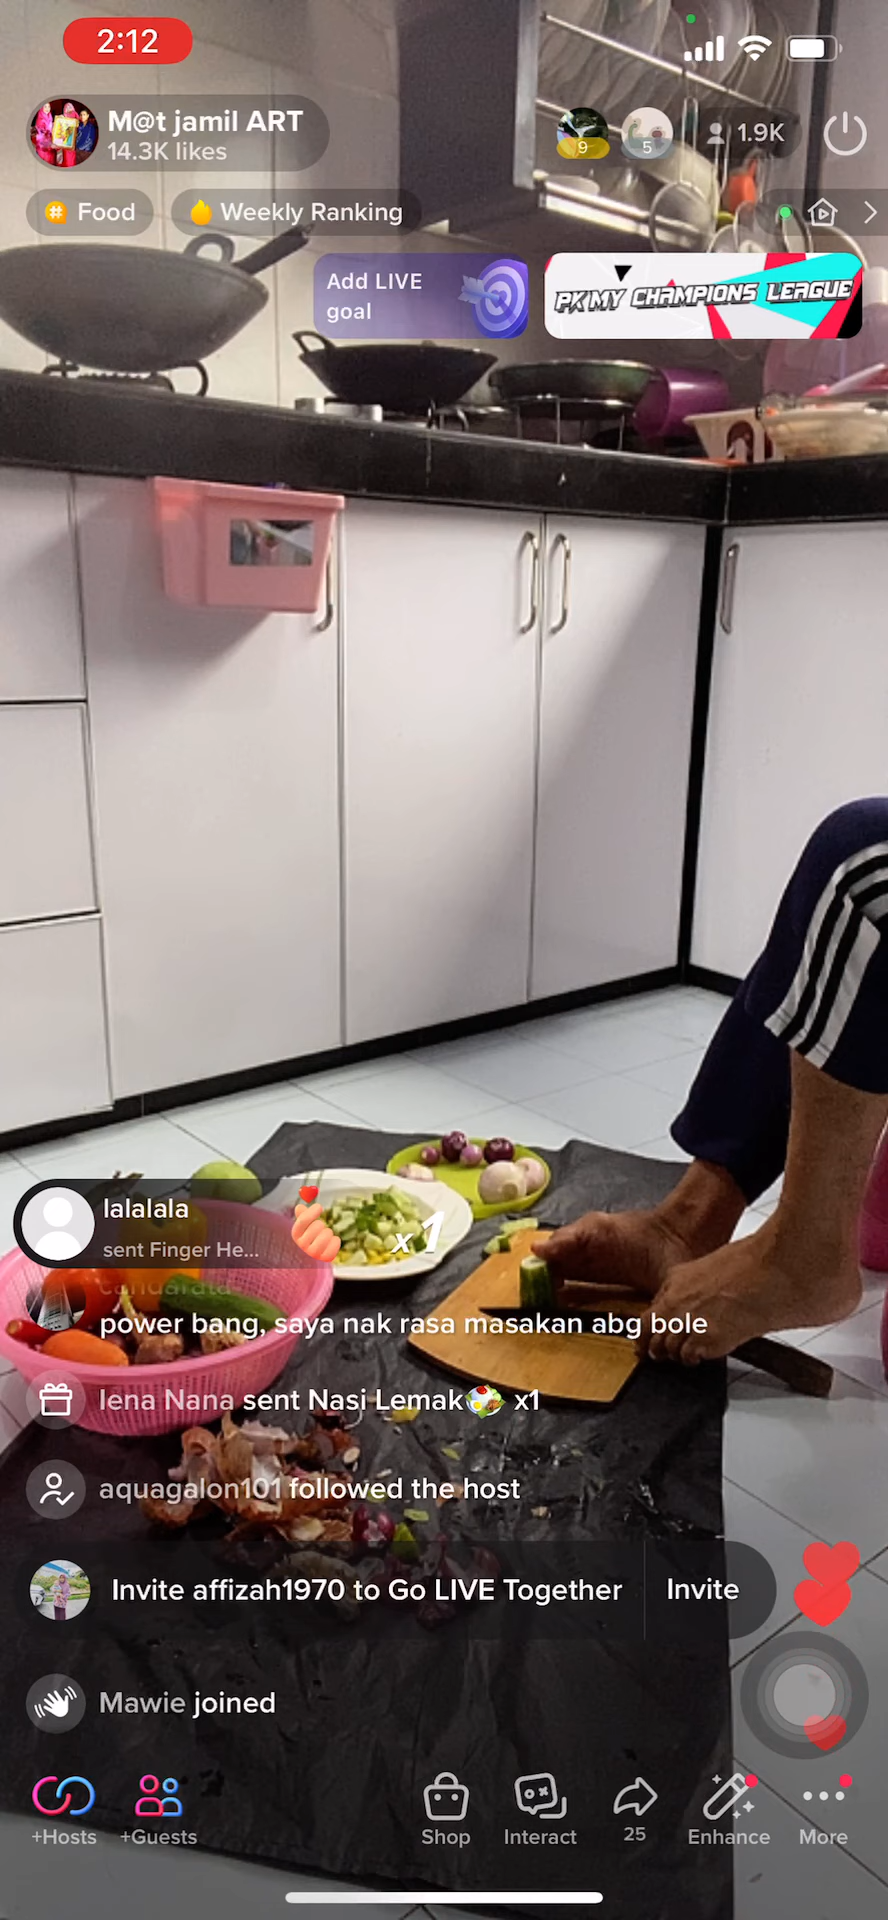 2:12
M@t jamil ART
14.3K likes
9
5
1.9K
Food
Weekly Ranking
Add LIVE
goal
PK MY CHAMPIONS LEAGUE
lalalala
sent Finger He...
x1
power bang, saya nak rasa masakan abg bole
lena Nana sent Nasi Lemak x1
aquagalon101 followed the host
Invite affizah1970 to Go LIVE Together
Invite
Mawie joined
+Hosts
+Guests
Shop
Interact
25
Enhance
More